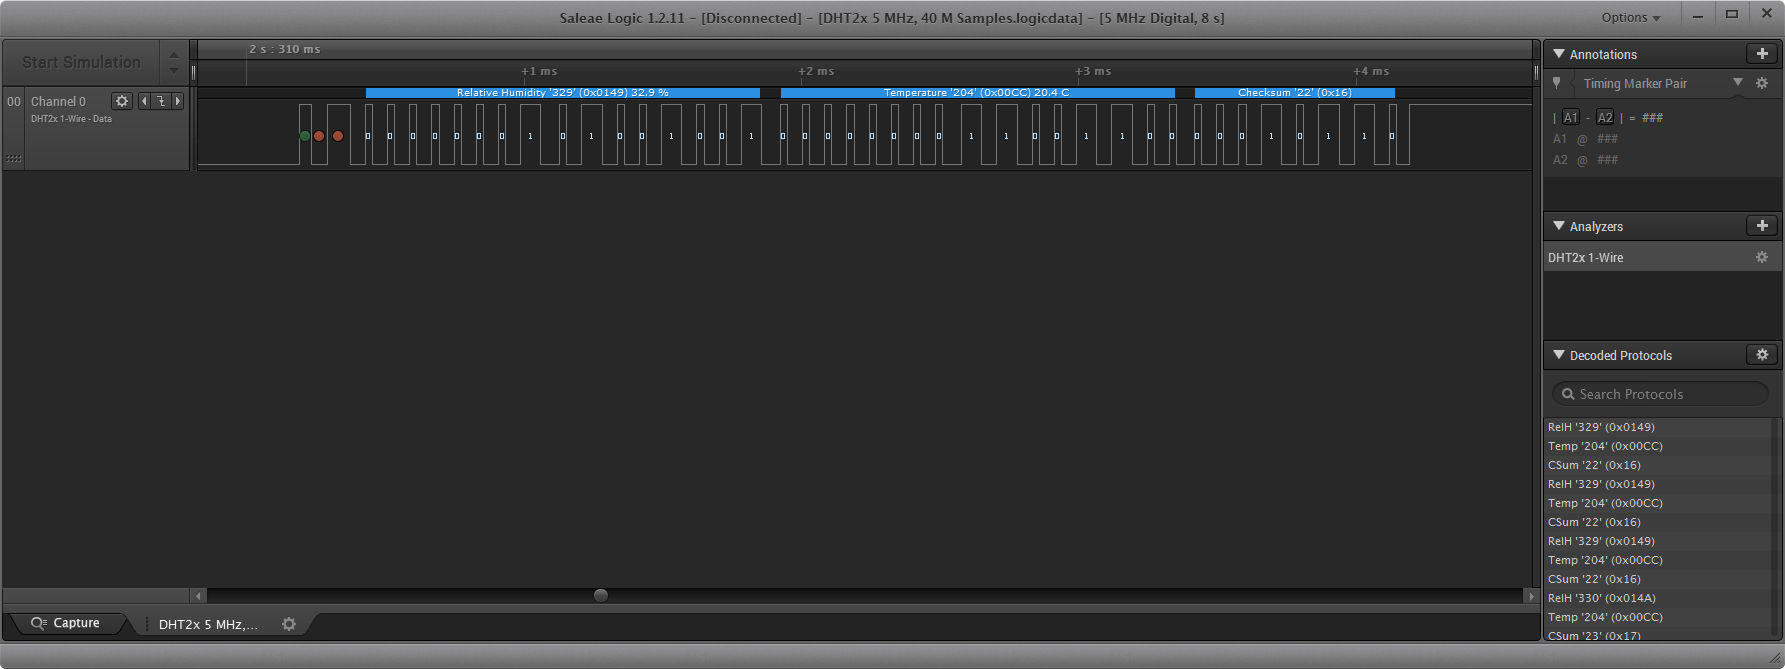 Saleae Logic 1.2.11 - [Disconnected] - [DHT2x 5 MHz, 40 M Samples.logicdata] - [5 MHz Digital, 8 s]
Options
Start Simulation
2 s : 310 ms
+1 ms
+2 ms
+3 ms
+4 ms
00
Channel 0
DHT2x 1-Wire - Data
Relative Humidity '329' (0x0149) 32.9 %
Temperature '204' (0x00CC) 20.4 C
Checksum '22' (0x16)
0 0 0 0 0 0 0 1 0 1 0 0 1 0 0 1
0 0 0 0 0 0 0 0 1 1 0 0 1 1 0 0
0 0 0 1 0 1 1 0
Annotations
Timing Marker Pair
| A1 - A2 | = ###
A1 @ ###
A2 @ ###
Analyzers
DHT2x 1-Wire
Decoded Protocols
Search Protocols
RelH '329' (0x0149)
Temp '204' (0x00CC)
CSum '22' (0x16)
RelH '329' (0x0149)
Temp '204' (0x00CC)
CSum '22' (0x16)
RelH '329' (0x0149)
Temp '204' (0x00CC)
CSum '22' (0x16)
RelH '330' (0x014A)
Temp '204' (0x00CC)
CSum '23' (0x17)
Capture
DHT2x 5 MHz,...